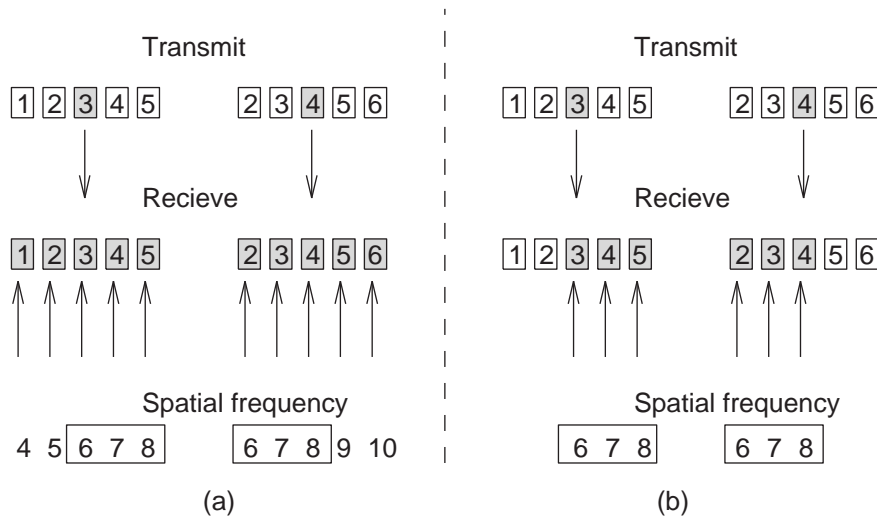 Transmit
1 2 3 4 5 2 3 4 5 6
Recieve
1 2 3 4 5 2 3 4 5 6
Spatial frequency
4 5 6 7 8 6 7 8 9 10
(a)
Transmit
1 2 3 4 5 2 3 4 5 6
Recieve
1 2 3 4 5 2 3 4 5 6
Spatial frequency
6 7 8 6 7 8
(b)